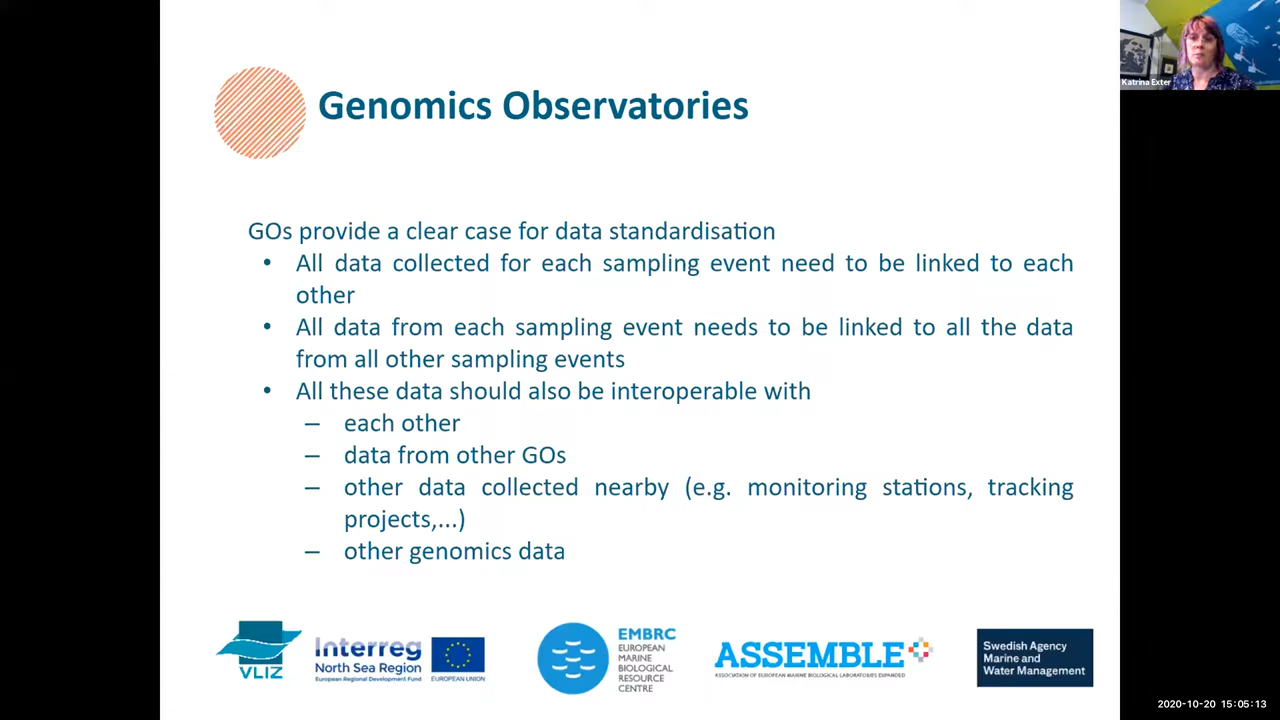 Genomics Observatories
Katrina Exter
GOs provide a clear case for data standardisation
• All data collected for each sampling event need to be linked to each
other
• All data from each sampling event needs to be linked to all the data
from all other sampling events
• All these data should also be interoperable with
– each other
– data from other GOs
– other data collected nearby (e.g. monitoring stations, tracking
projects,...)
– other genomics data
VLIZ
Interreg
North Sea Region
European Regional Development Fund
EUROPEAN UNION
EMBRC
EUROPEAN
MARINE
BIOLOGICAL
RESOURCE
CENTRE
ASSEMBLE
ASSOCIATION OF EUROPEAN MARINE BIOLOGICAL LABORATORIES EXPANDED
Swedish Agency
Marine and
Water Management
2020-10-20 15:05:13